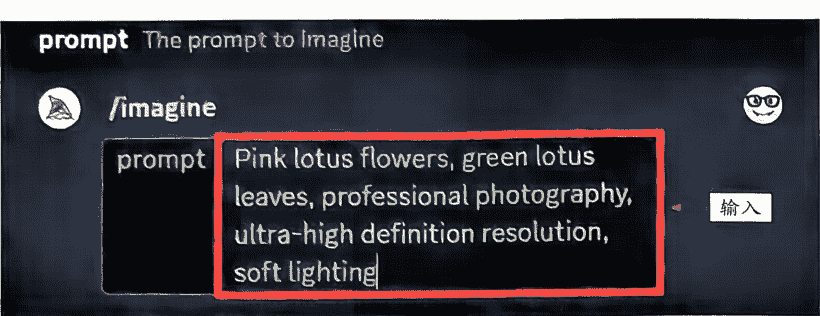 prompt The prompt to imagine
/imagine
prompt Pink lotus flowers, green lotus
leaves, professional photography,
ultra-high definition resolution,
soft lighting
输入